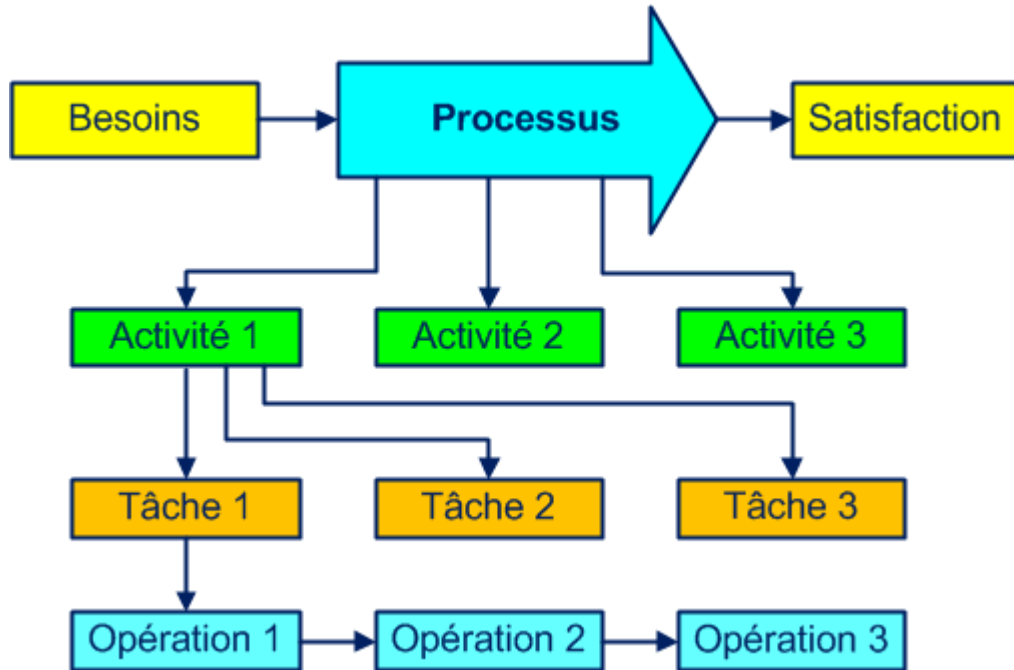 Besoins
Processus
Satisfaction
Activité 1
Activité 2
Activité 3
Tâche 1
Tâche 2
Tâche 3
Opération 1
Opération 2
Opération 3